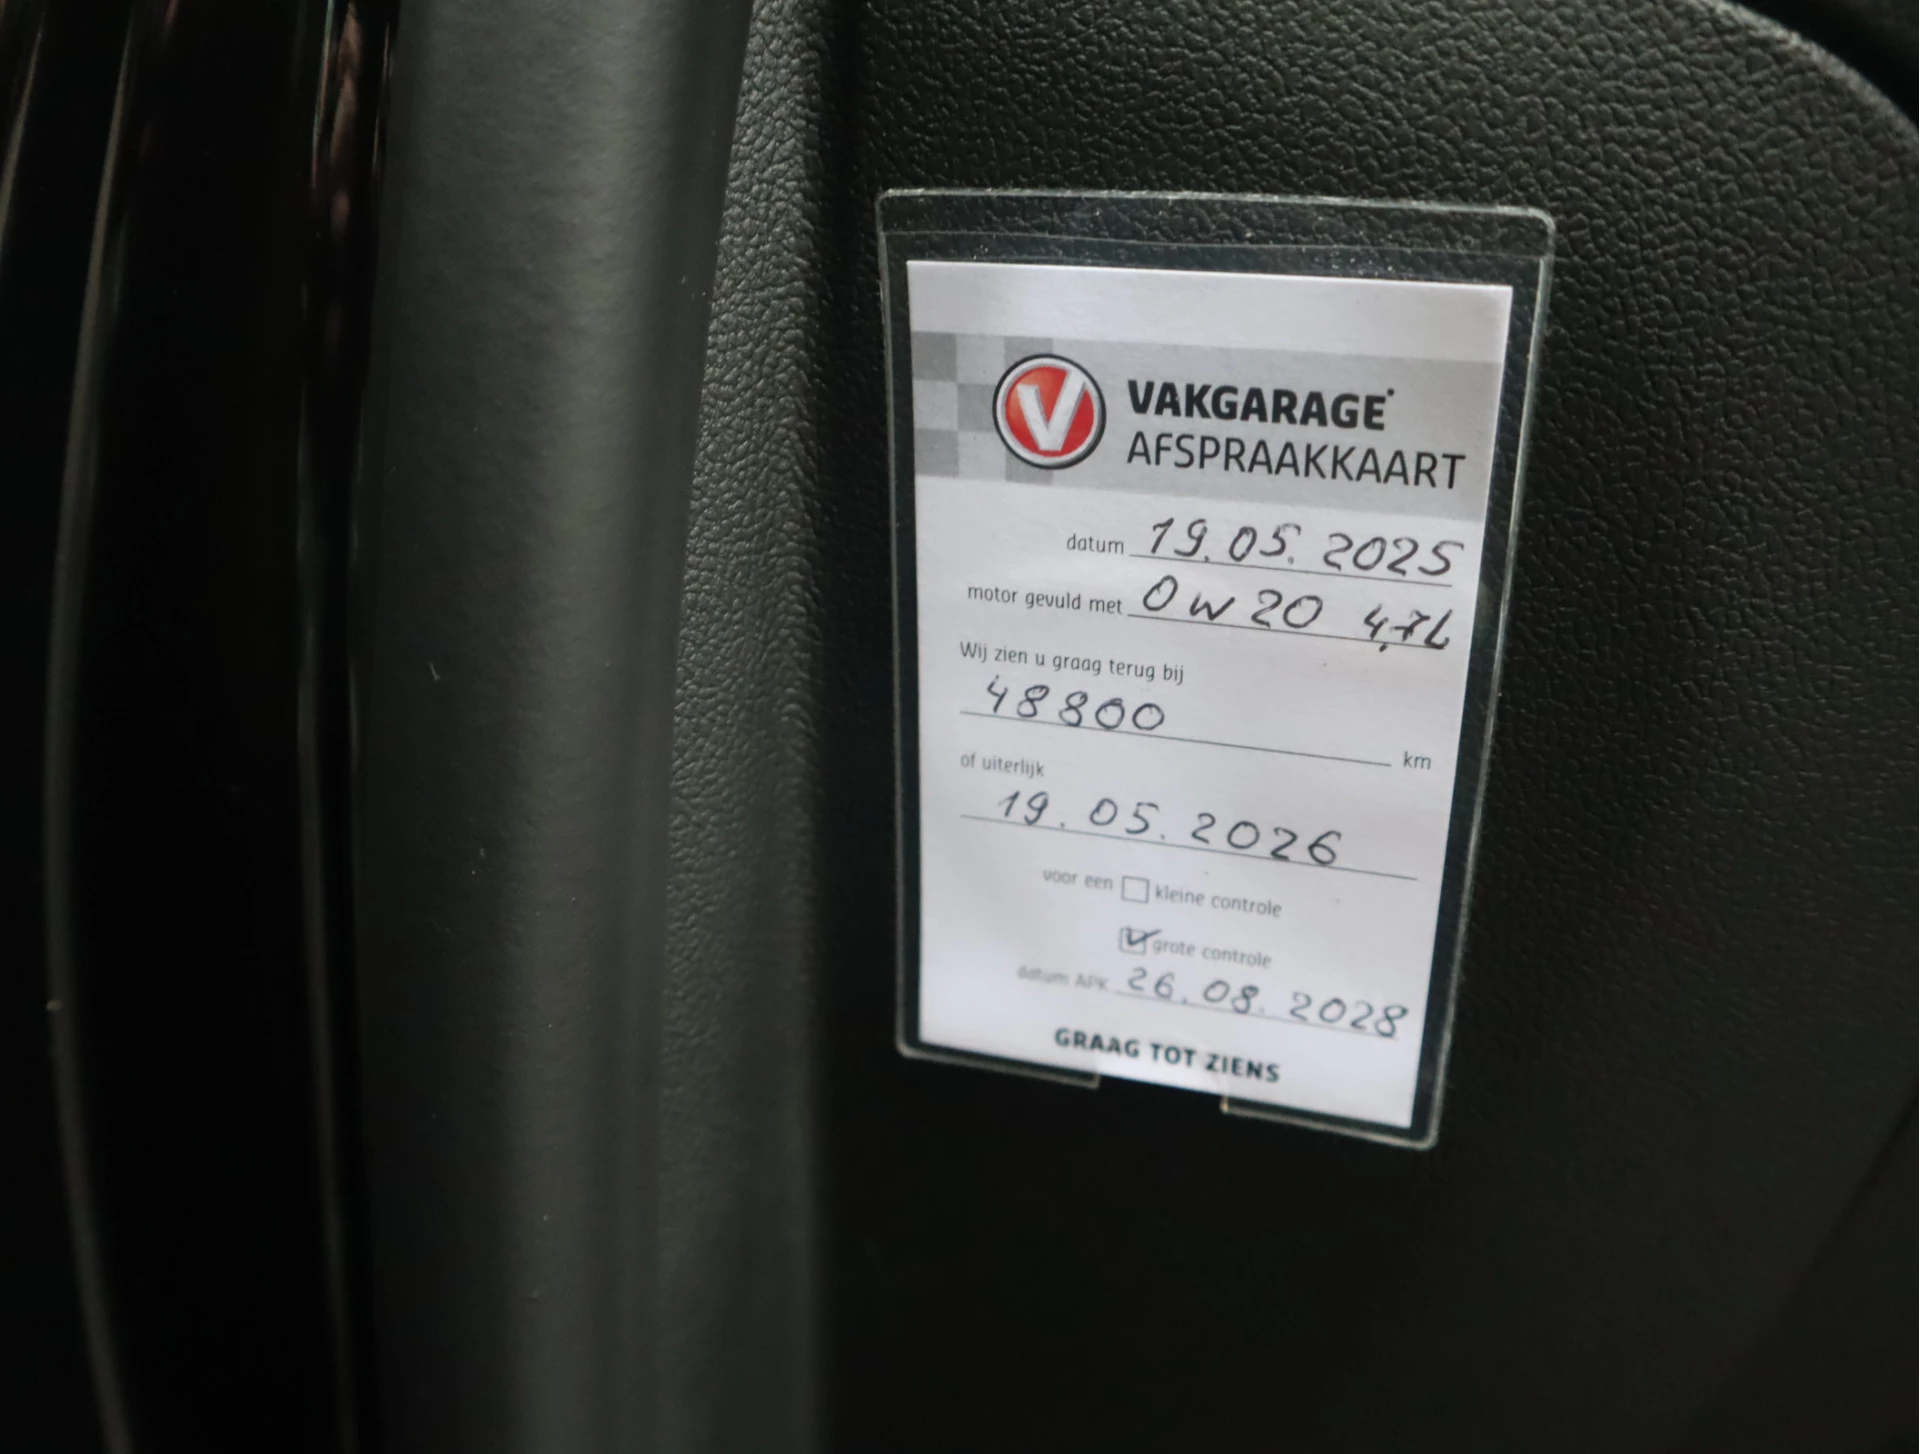 V VAKGARAGE
AFSPRAAKKAART
datum 19.05.2025
motor gevuld met 0W20 4,7L
Wij zien u graag terug bij
48800 km
of uiterlijk
19.05.2026
voor een kleine controle
grote controle
datum APK 26.08.2028
GRAAG TOT ZIENS